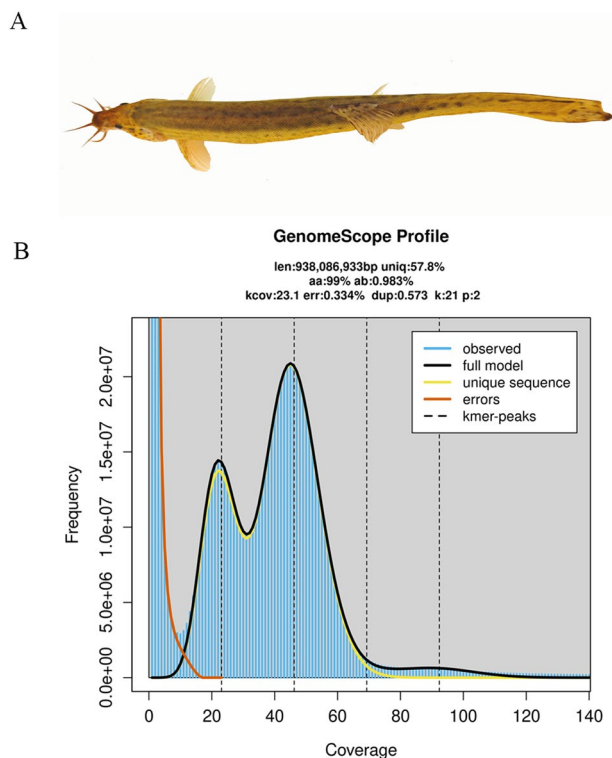 A
B
GenomeScope Profile
len:938,086,933bp uniq:57.8%
aa:99% ab:0.983%
kcov:23.1 err:0.334% dup:0.573 k:21 p:2
observed
full model
unique sequence
errors
kmer-peaks
Frequency
2.0e+07
1.5e+07
1.0e+07
5.0e+06
0.0e+00
0 20 40 60 80 100 120 140
Coverage